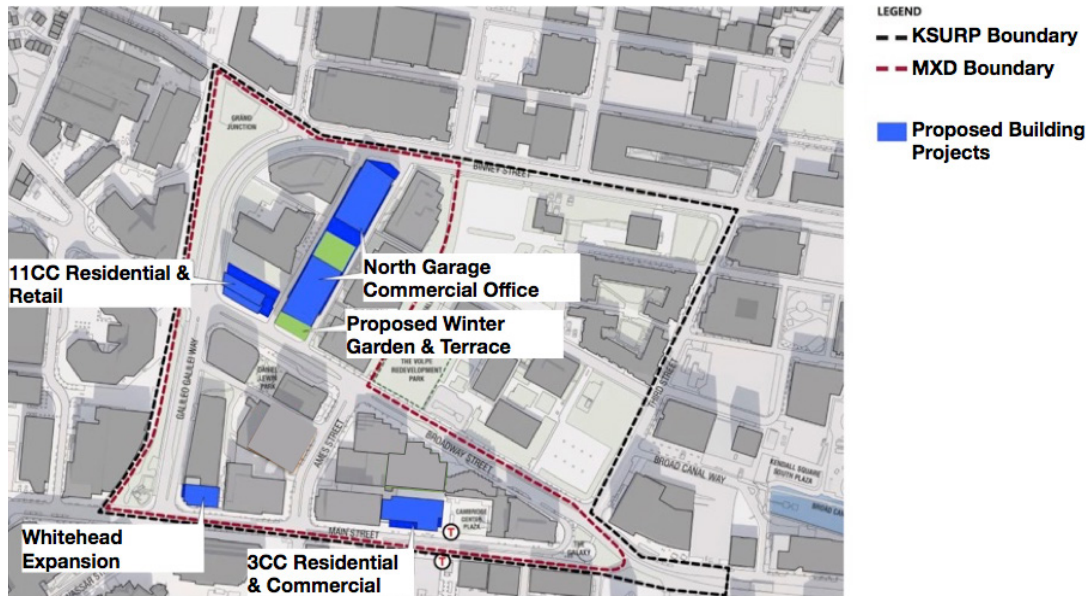 LEGEND
KSURP Boundary
MXD Boundary
Proposed Building
Projects
GRAND
JUNCTION
BINNEY STREET
11CC Residential &
Retail
North Garage
Commercial Office
Proposed Winter
Garden & Terrace
THE VOLPE
REDEVELOPMENT
PARK
GALILEO GALILEI WAY
DANIEL
LEWIN
PARK
AMES STREET
BROADWAY STREET
THIRD STREET
BROAD CANAL WAY
KENDALL SQUARE
SOUTH PLAZA
BROAD
CAMBRIDGE
CENTER
PLAZA
MAIN STREET
T
T
THE
GALAXY
Whitehead
Expansion
3CC Residential
& Commercial